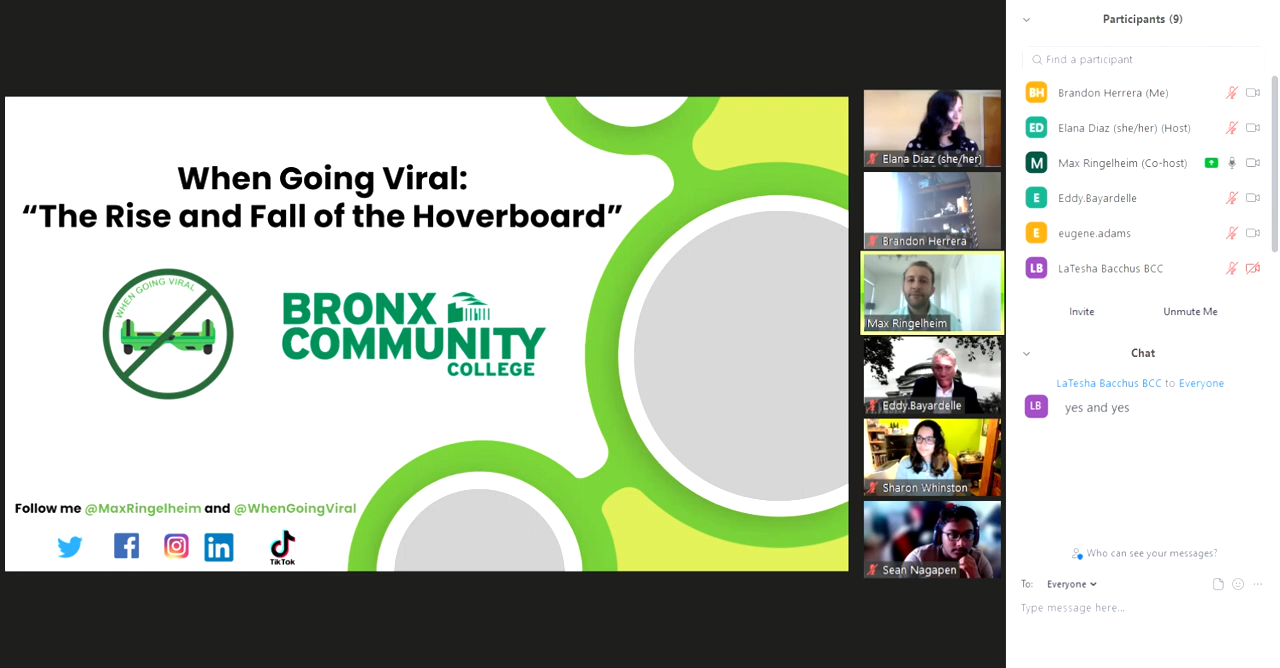 When Going Viral:
“The Rise and Fall of the Hoverboard”
WHEN GOING VIRAL
BRONX
COMMUNITY
COLLEGE
Follow me @MaxRingelheim and @WhenGoingViral
TikTok
Elana Diaz (she/her)
Brandon Herrera
Max Ringelheim
Eddy.Bayardelle
Sharon Whinston
Sean Nagapen
Participants (9)
Find a participant
BH Brandon Herrera (Me)
ED Elana Diaz (she/her) (Host)
M Max Ringelheim (Co-host)
E Eddy.Bayardelle
E eugene.adams
LB LaTesha Bacchus BCC
Invite Unmute Me
Chat
LaTesha Bacchus BCC to Everyone
LB yes and yes
Who can see your messages?
To: Everyone
Type message here...